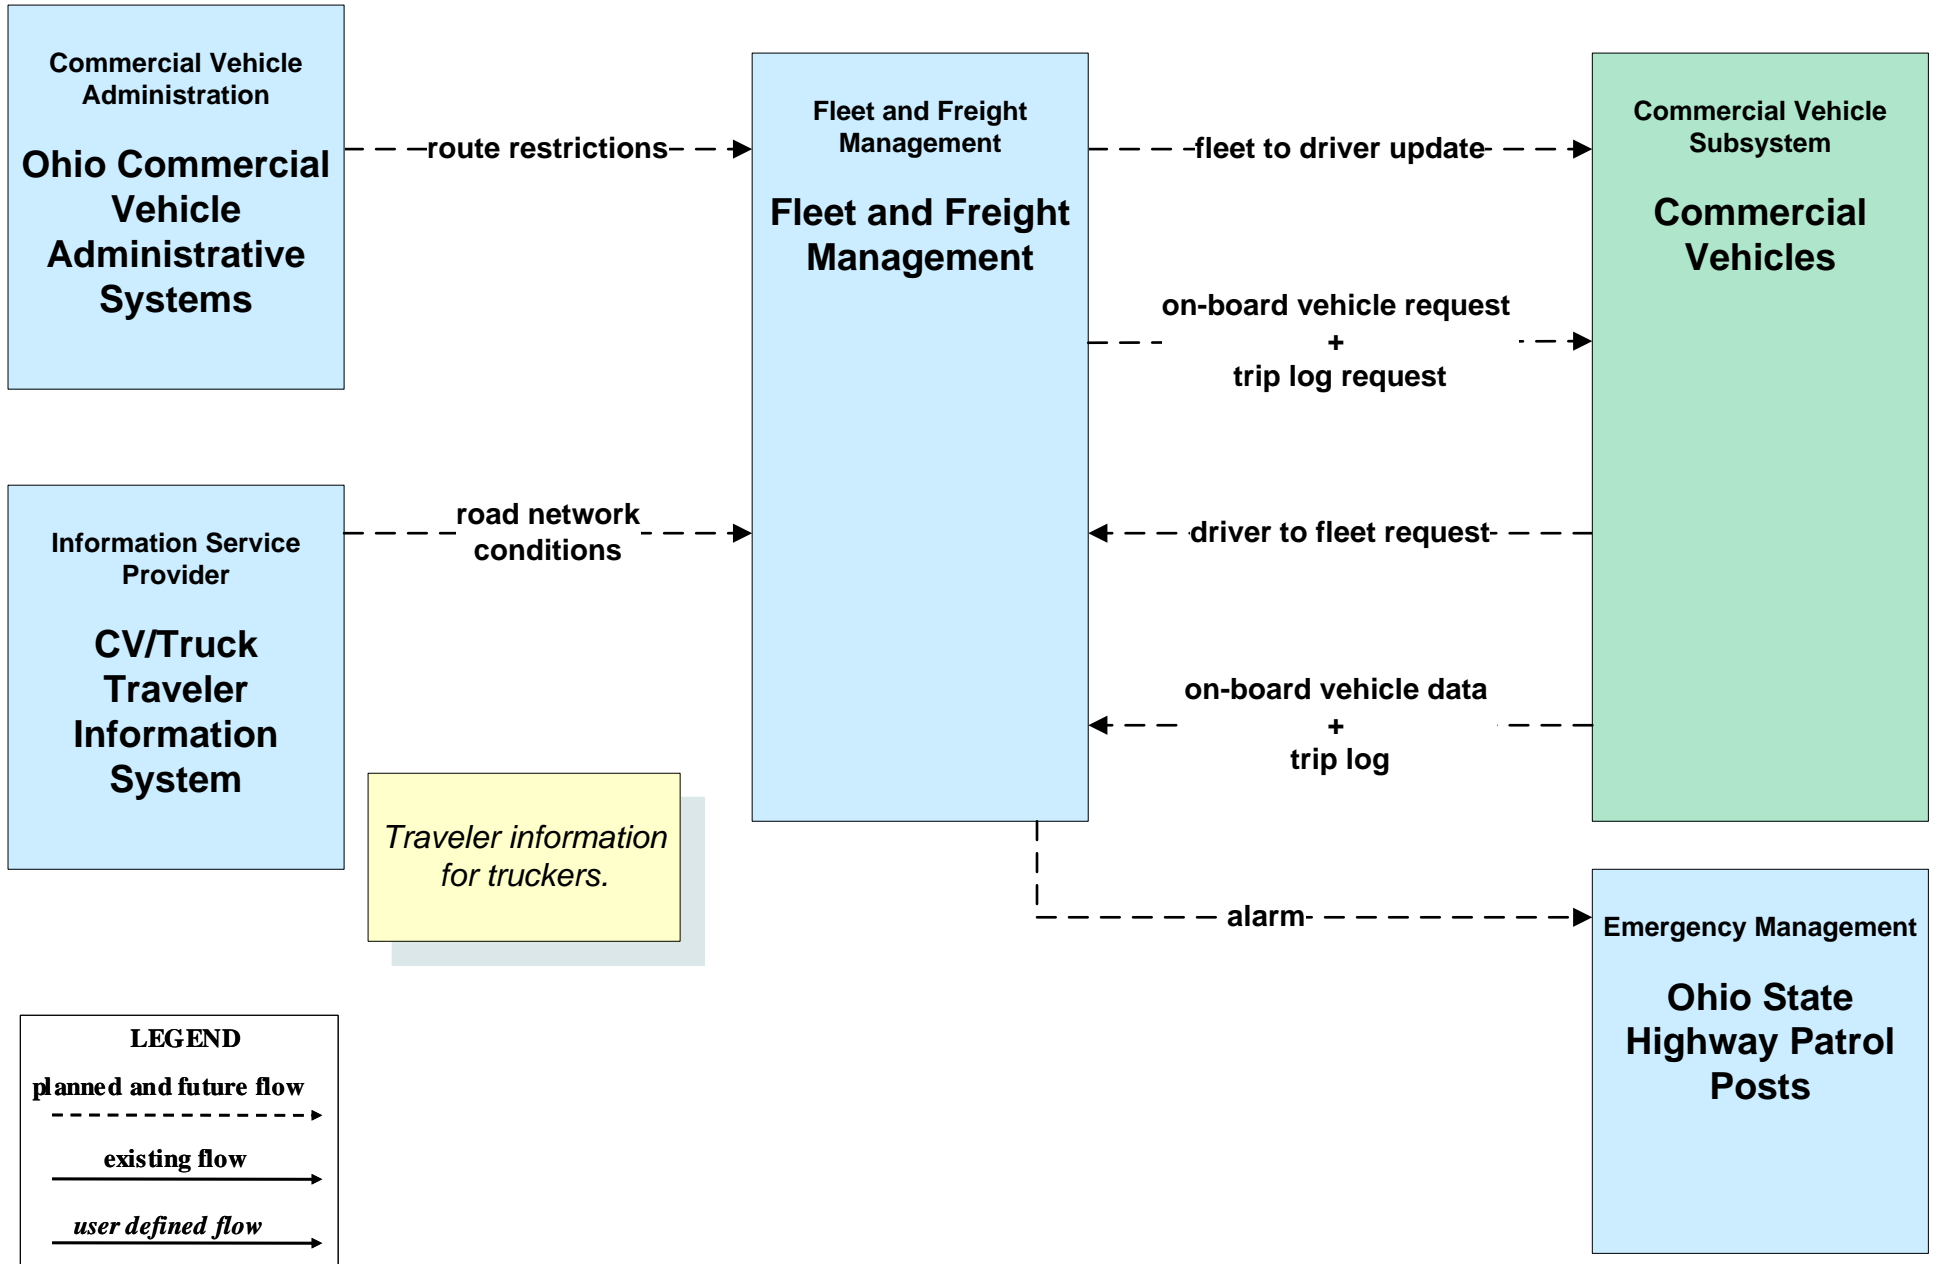 Commercial Vehicle
Administration
Ohio Commercial
Vehicle
Administrative
Systems
route restrictions
Fleet and Freight
Management
Fleet and Freight
Management
fleet to driver update
on-board vehicle request
+
trip log request
driver to fleet request
on-board vehicle data
+
trip log
Commercial Vehicle
Subsystem
Commercial
Vehicles
Information Service
Provider
CV/Truck
Traveler
Information
System
road network
conditions
Traveler information
for truckers.
alarm
Emergency Management
Ohio State
Highway Patrol
Posts
LEGEND
planned and future flow
existing flow
user defined flow